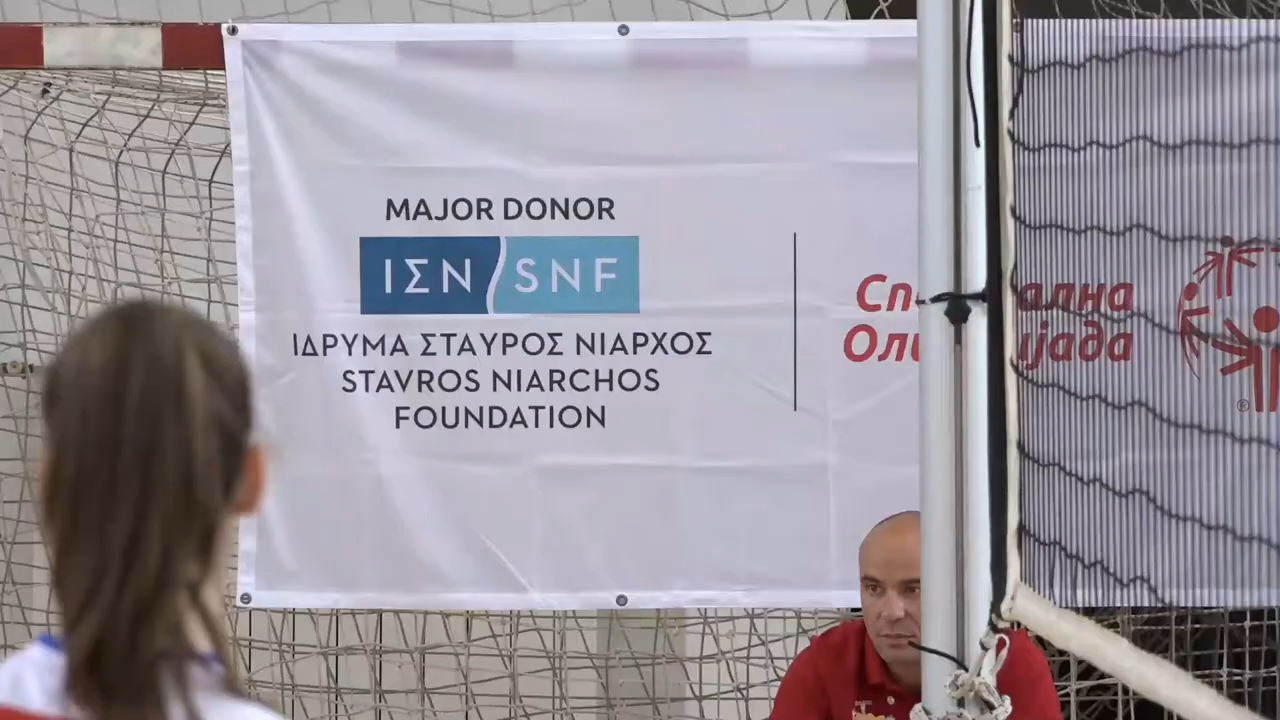 MAJOR DONOR
ΙΣΝ SNF
ΙΔΡΥΜΑ ΣΤΑΥΡΟΣ ΝΙΑΡΧΟΣ
STAVROS NIARCHOS
FOUNDATION
®